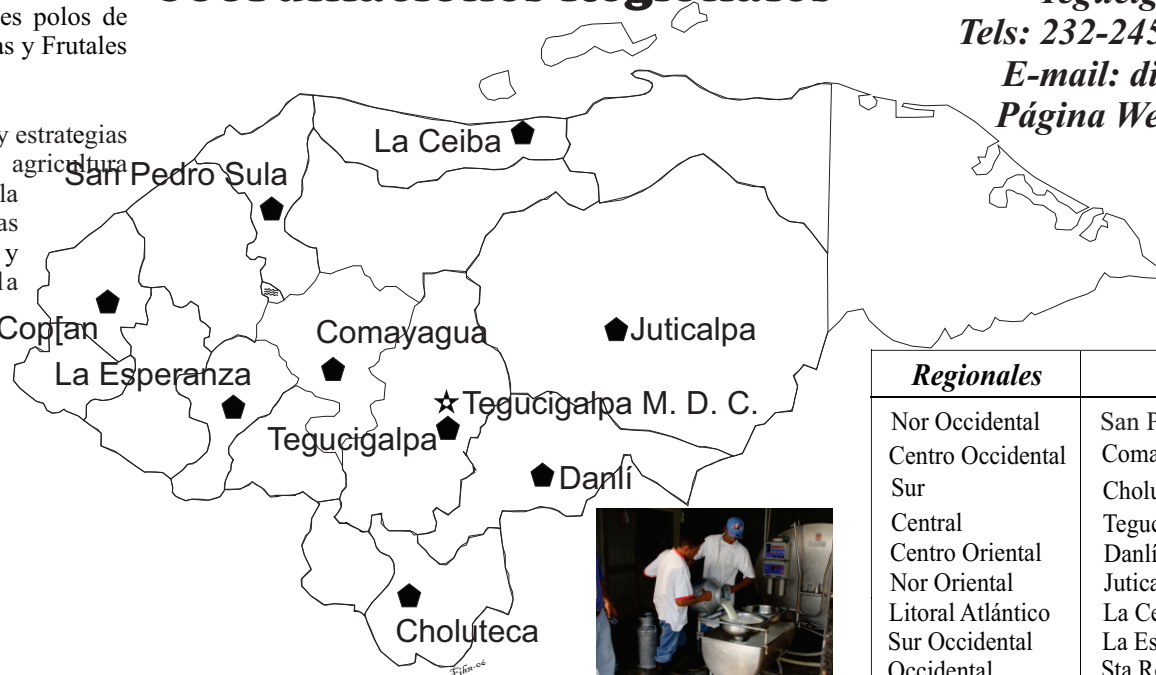 Coordinaciones Regionales
es polos de
as y Frutales
y estrategias
agricultura
la
as
y
la
Tels: 232-245
E-mail: di
Página We
La Ceiba
San Pedro Sula
Cop[an
Comayagua
Juticalpa
La Esperanza
Tegucigalpa M. D. C.
Tegucigalpa
Danlí
Choluteca
Regionales
Nor Occidental San P
Centro Occidental Coma
Sur Cholu
Central Teguc
Centro Oriental Danlí
Nor Oriental Jutica
Litoral Atlántico La Ce
Sur Occidental La Es
Occidental Sta Ro